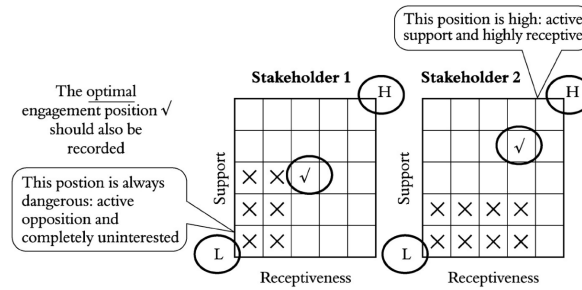 This position is high: active
support and highly receptive
Stakeholder 1
Stakeholder 2
H
H
The optimal
engagement position √
should also be
recorded
This postion is always
dangerous: active
opposition and
completely uninterested
Support
Support
√
√
× ×
× ×
× ×
× × × ×
× × × ×
L
L
Receptiveness
Receptiveness